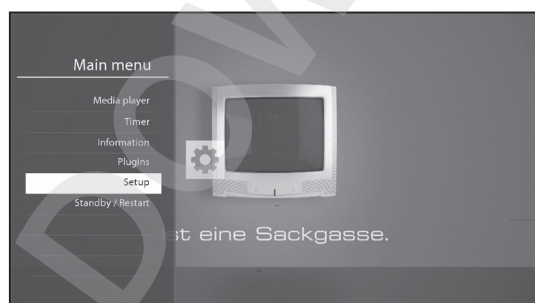 Main menu
Media player
Timer
Information
Plugins
Setup
Standby / Restart
st eine Sackgasse.